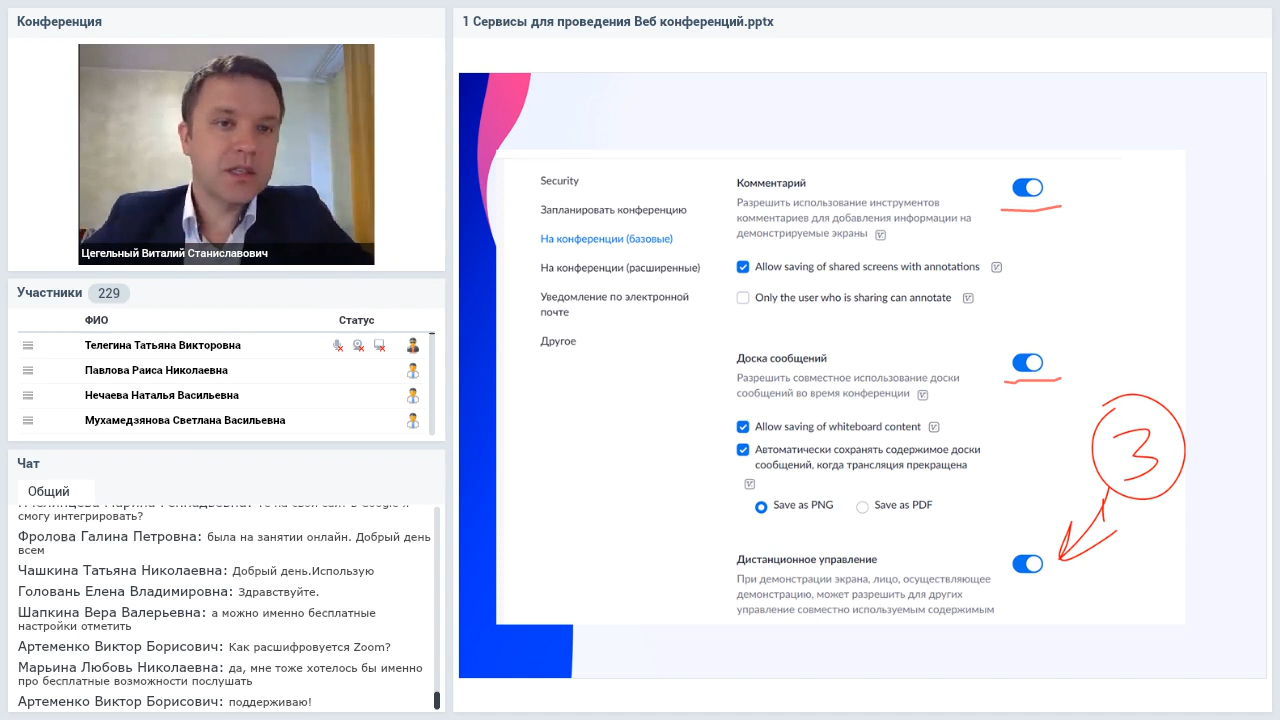 Конференция
Цегельный Виталий Станиславович
Участники 229
ФИО Статус
Телегина Татьяна Викторовна
Павлова Раиса Николаевна
Нечаева Наталья Васильевна
Мухамедзянова Светлана Васильевна
Чат
Общий
смогу интегрировать?
Фролова Галина Петровна: была на занятии онлайн. Добрый день
всем
Чашкина Татьяна Николаевна: Добрый день.Использую
Головань Елена Владимировна: Здравствуйте.
Шапкина Вера Валерьевна: а можно именно бесплатные
настройки отметить
Артеменко Виктор Борисович: Как расшифровуется Zoom?
Марьина Любовь Николаевна: да, мне тоже хотелось бы именно
про бесплатные возможности послушать
Артеменко Виктор Борисович: поддерживаю!
1 Сервисы для проведения Веб конференций.pptx
Security
Запланировать конференцию
На конференции (базовые)
На конференции (расширенные)
Уведомление по электронной
почте
Другое
Комментарий
Разрешить использование инструментов
комментариев для добавления информации на
демонстрируемые экраны
Allow saving of shared screens with annotations
Only the user who is sharing can annotate
Доска сообщений
Разрешить совместное использование доски
сообщений во время конференции
Allow saving of whiteboard content
Автоматически сохранять содержимое доски
сообщений, когда трансляция прекращена
Save as PNG Save as PDF
3
Дистанционное управление
При демонстрации экрана, лицо, осуществляющее
демонстрацию, может разрешить для других
управление совместно используемым содержимым